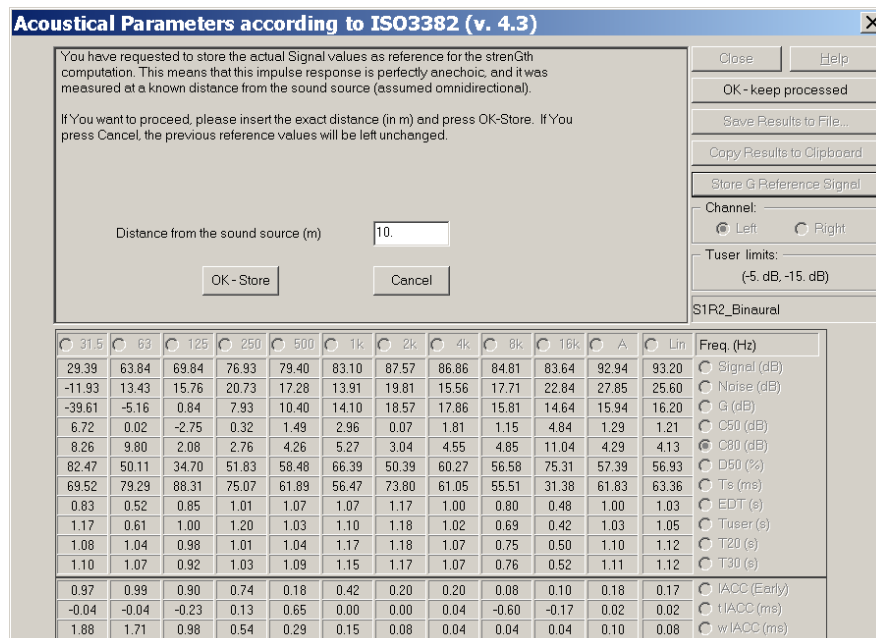 Acoustical Parameters according to ISO3382 (v. 4.3)
You have requested to store the actual Signal values as reference for the strenGth
computation. This means that this impulse response is perfectly anechoic, and it was
measured at a known distance from the sound source (assumed omnidirectional).
If You want to proceed, please insert the exact distance (in m) and press OK-Store. If You
press Cancel, the previous reference values will be left unchanged.
Distance from the sound source (m) 10.
OK - Store Cancel
Close Help
OK - keep processed
Save Results to File...
Copy Results to Clipboard
Store G Reference Signal
Channel:
Left Right
Tuser limits:
(-5. dB, -15. dB)
S1R2_Binaural
31.5 63 125 250 500 1k 2k 4k 8k 16k A Lin Freq. (Hz)
29.39 63.84 69.84 76.93 79.40 83.10 87.57 86.86 84.81 83.64 92.94 93.20 Signal (dB)
-11.93 13.43 15.76 20.73 17.28 13.91 19.81 15.56 17.71 22.84 27.85 25.60 Noise (dB)
-39.61 -5.16 0.84 7.93 10.40 14.10 18.57 17.86 15.81 14.64 15.94 16.20 G (dB)
6.72 0.02 -2.75 0.32 1.49 2.96 0.07 1.81 1.15 4.84 1.29 1.21 C50 (dB)
8.26 9.80 2.08 2.76 4.26 5.27 3.04 4.55 4.85 11.04 4.29 4.13 C80 (dB)
82.47 50.11 34.70 51.83 58.48 66.39 50.39 60.27 56.58 75.31 57.39 56.93 D50 (%)
69.52 79.29 88.31 75.07 61.89 56.47 73.80 61.05 55.51 31.38 61.83 63.36 Ts (ms)
0.83 0.52 0.85 1.01 1.07 1.07 1.17 1.00 0.80 0.48 1.00 1.03 EDT (s)
1.17 0.61 1.00 1.20 1.03 1.10 1.18 1.02 0.69 0.42 1.03 1.05 Tuser (s)
1.08 1.04 0.98 1.01 1.04 1.17 1.18 1.07 0.75 0.50 1.10 1.12 T20 (s)
1.10 1.07 0.92 1.03 1.09 1.15 1.17 1.07 0.76 0.52 1.11 1.12 T30 (s)
0.97 0.99 0.90 0.74 0.18 0.42 0.20 0.20 0.08 0.10 0.18 0.17 IACC (Early)
-0.04 -0.04 -0.23 0.13 0.65 0.00 0.00 0.04 -0.60 -0.17 0.02 0.02 tIACC (ms)
1.88 1.71 0.98 0.54 0.29 0.15 0.08 0.04 0.04 0.04 0.10 0.08 wIACC (ms)